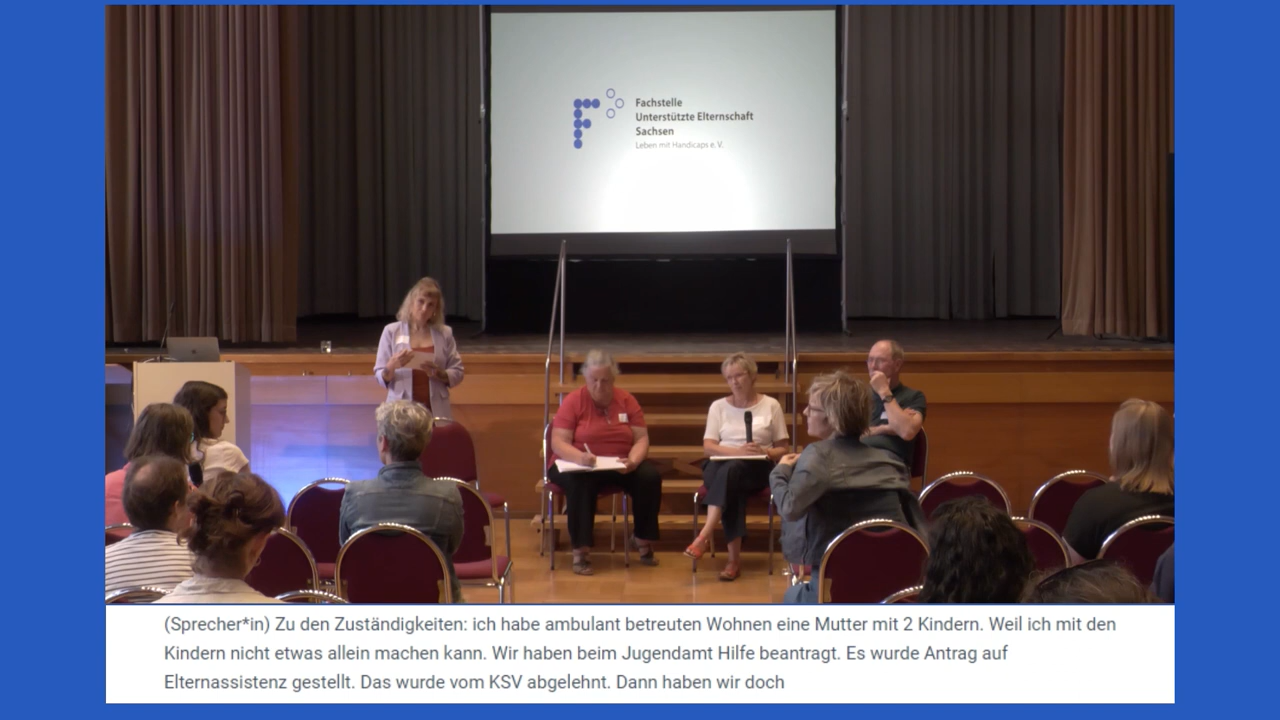 Fachstelle
Unterstützte Elternschaft
Sachsen
Leben mit Handicaps e. V.
(Sprecher*in) Zu den Zuständigkeiten: ich habe ambulant betreuten Wohnen eine Mutter mit 2 Kindern. Weil ich mit den
Kindern nicht etwas allein machen kann. Wir haben beim Jugendamt Hilfe beantragt. Es wurde Antrag auf
Elternassistenz gestellt. Das wurde vom KSV abgelehnt. Dann haben wir doch